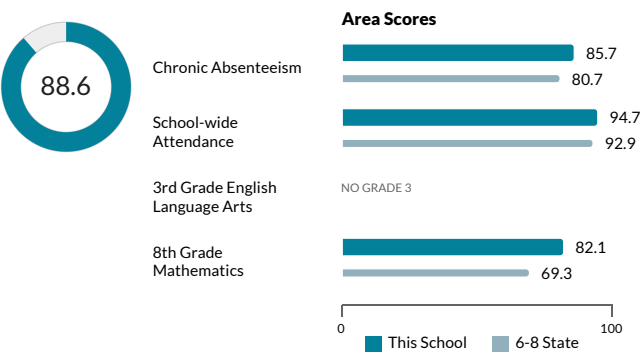 Area Scores
88.6
Chronic Absenteeism
85.7
80.7
School-wide
Attendance
94.7
92.9
3rd Grade English
Language Arts
NO GRADE 3
8th Grade
Mathematics
82.1
69.3
0
100
This School
6-8 State